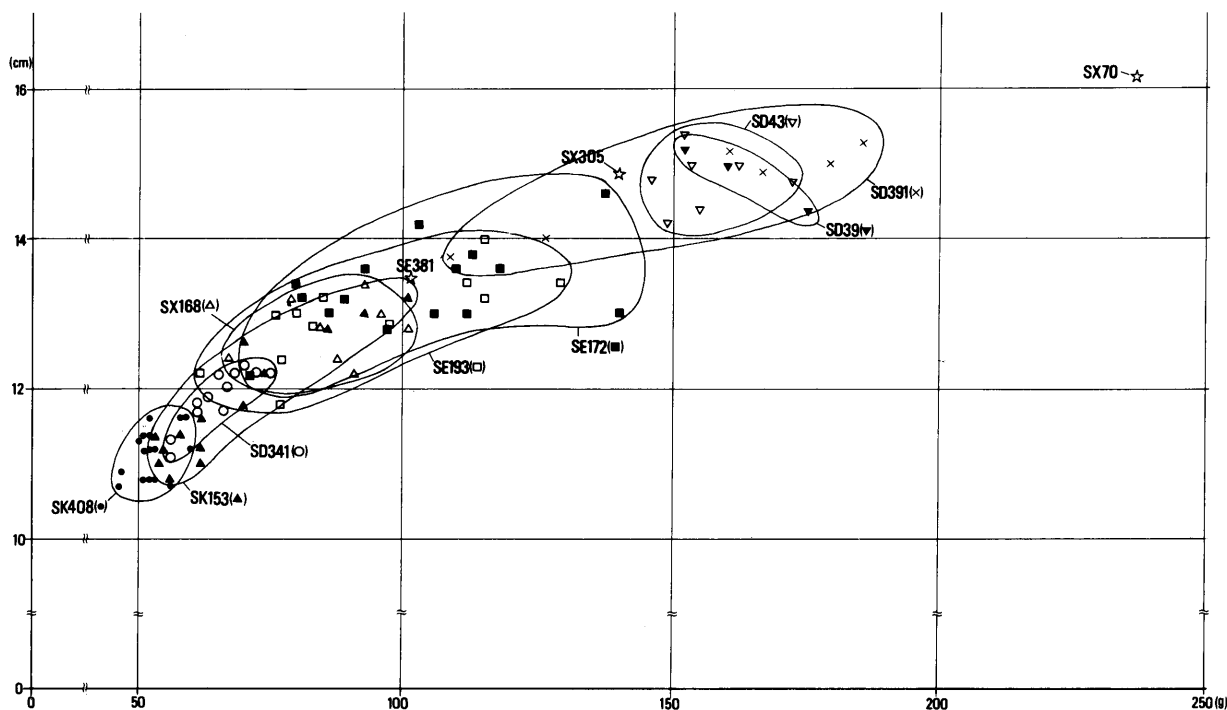 (cm)
SX70
16
SD43(▽)
SX305
SD391(×)
SD39(▼)
14
SE381
SX168(△)
SE172(■)
SE193(□)
12
SD341(○)
SK408(●)
SK153(▲)
10
0
0 50 100 150 200 250(g)